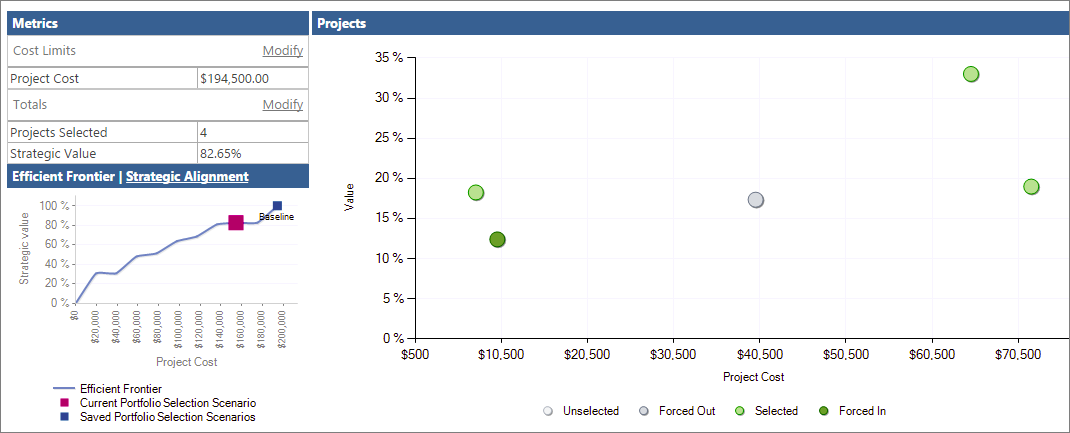 Metrics
Cost Limits Modify
Project Cost $194,500.00
Totals Modify
Projects Selected 4
Strategic Value 82.65%
Efficient Frontier | Strategic Alignment
100 %
80 %
60 %
40 %
20 %
0 %
Strategic value
Baseline
$0 $20,000 $40,000 $60,000 $80,000 $100,000 $120,000 $140,000 $160,000 $180,000 $200,000
Project Cost
Efficient Frontier
Current Portfolio Selection Scenario
Saved Portfolio Selection Scenarios
Projects
35 %
30 %
25 %
20 %
15 %
10 %
5 %
0 %
Value
$500 $10,500 $20,500 $30,500 $40,500 $50,500 $60,500 $70,500
Project Cost
Unselected Forced Out Selected Forced In